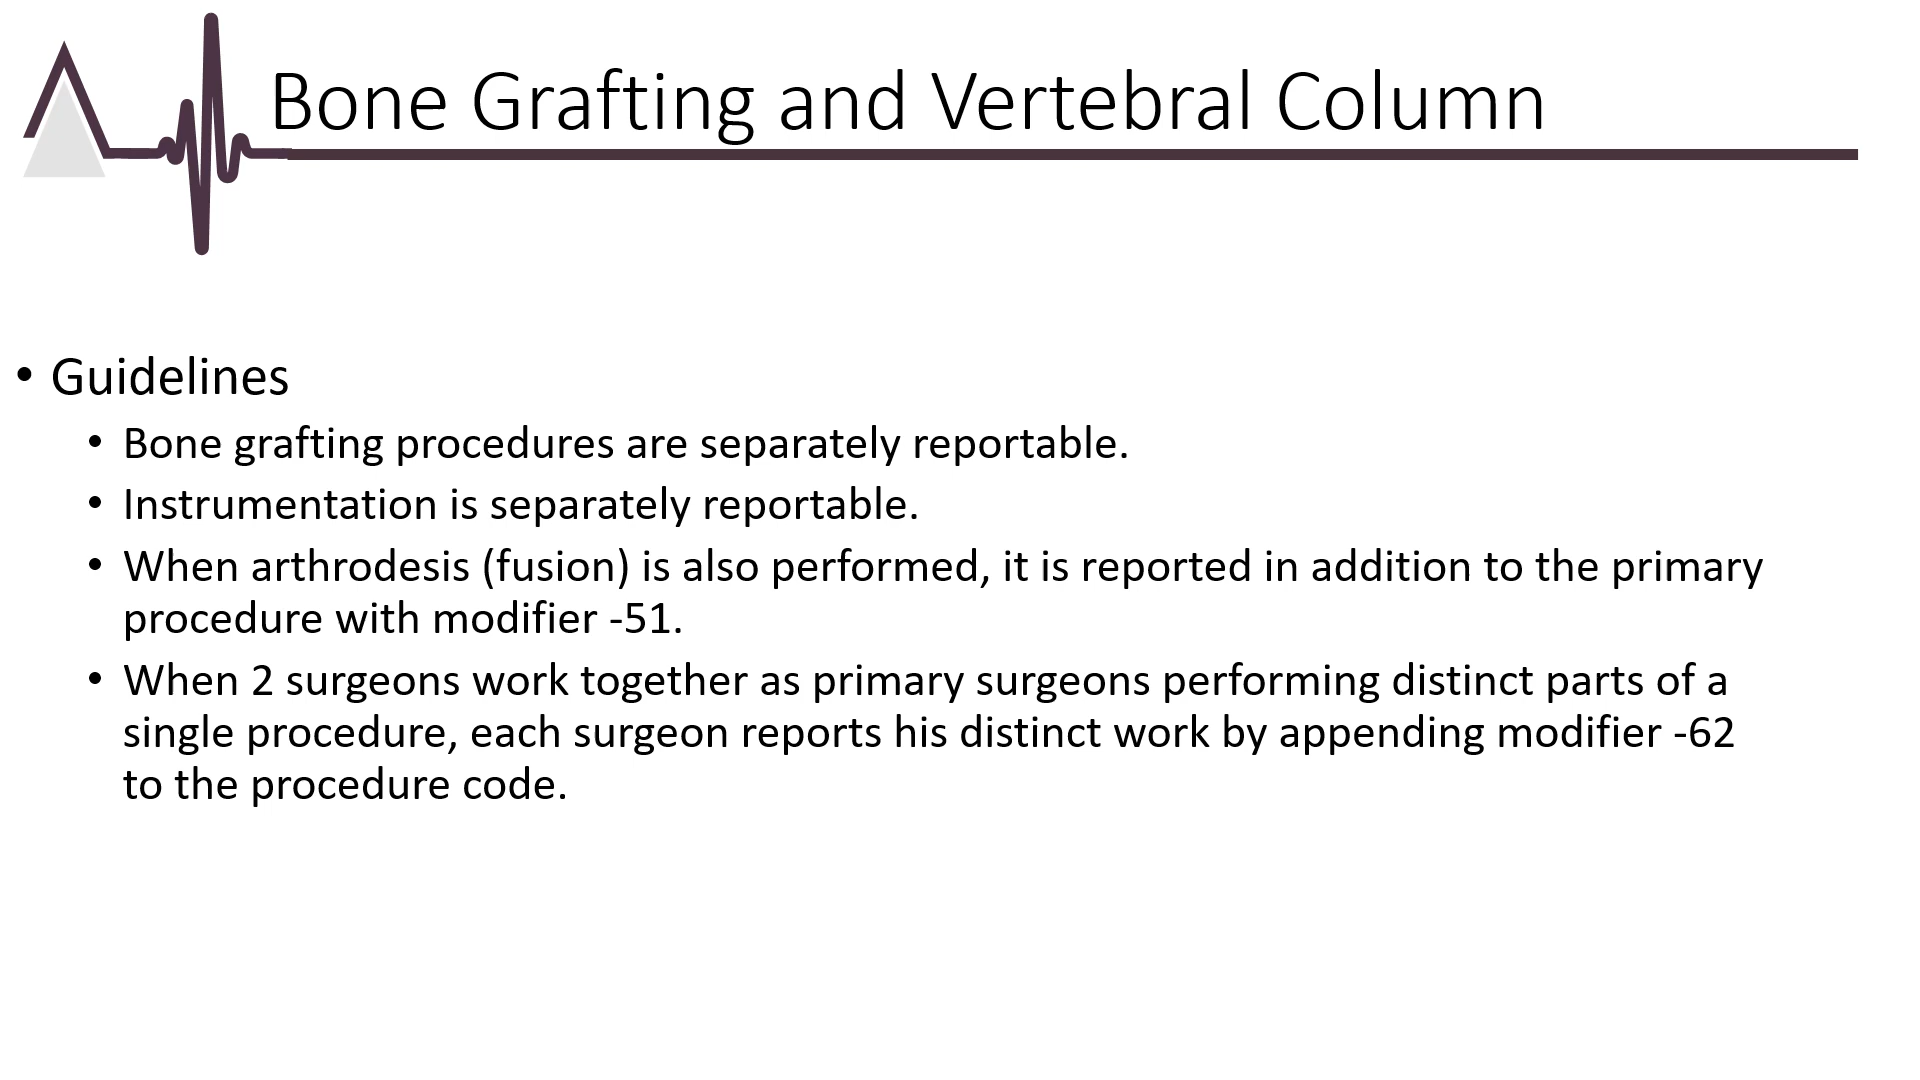 Bone Grafting and Vertebral Column
• Guidelines
• Bone grafting procedures are separately reportable.
• Instrumentation is separately reportable.
• When arthrodesis (fusion) is also performed, it is reported in addition to the primary
procedure with modifier -51.
• When 2 surgeons work together as primary surgeons performing distinct parts of a
single procedure, each surgeon reports his distinct work by appending modifier -62
to the procedure code.